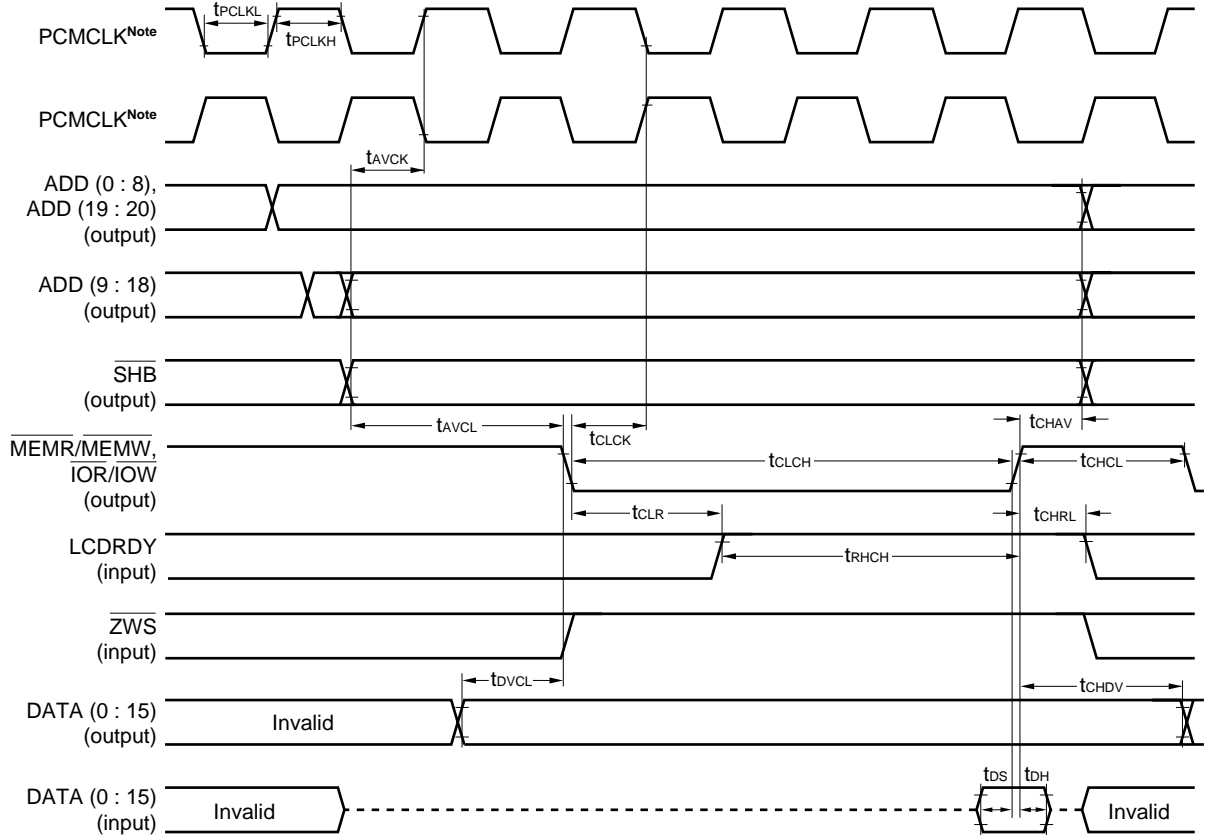 tPCLKL
PCMCLKNote
tPCLKH
PCMCLKNote
tAVCK
ADD (0 : 8),
ADD (19 : 20)
(output)
ADD (9 : 18)
(output)
SHB
(output)
tAVCL
tCLCK
tCHAV
MEMR/MEMW,
IOR/IOW
(output)
tCLCH
tCHCL
tCLR
tCHRL
LCDRDY
(input)
tRHCH
ZWS
(input)
tDVCL
tCHDV
DATA (0 : 15)
(output)
Invalid
tDS
tDH
DATA (0 : 15)
(input)
Invalid
Invalid